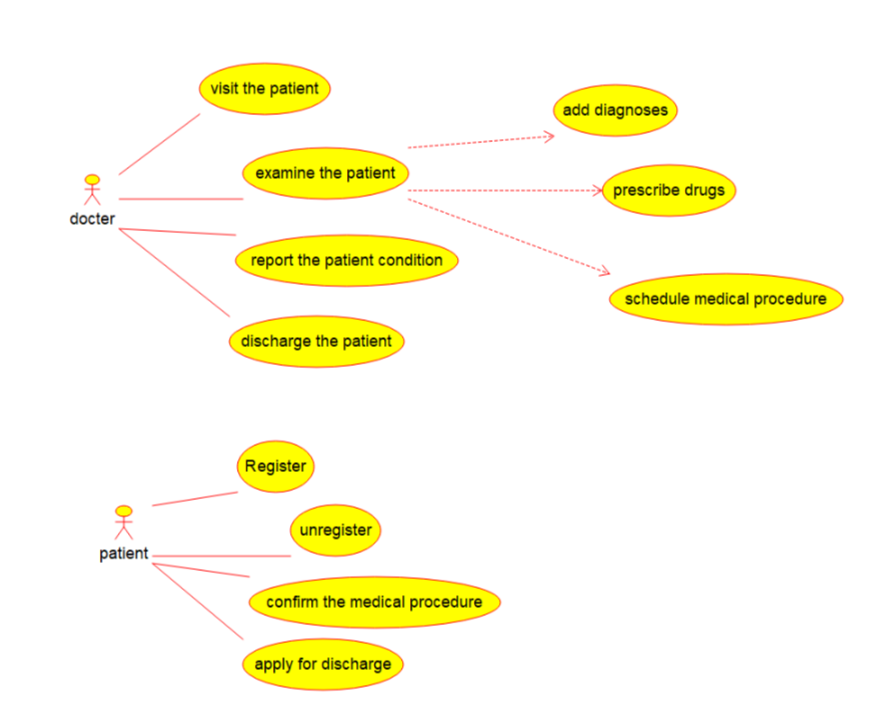 visit the patient
add diagnoses
examine the patient
prescribe drugs
docter
report the patient condition
schedule medical procedure
discharge the patient
Register
unregister
patient
confirm the medical procedure
apply for discharge